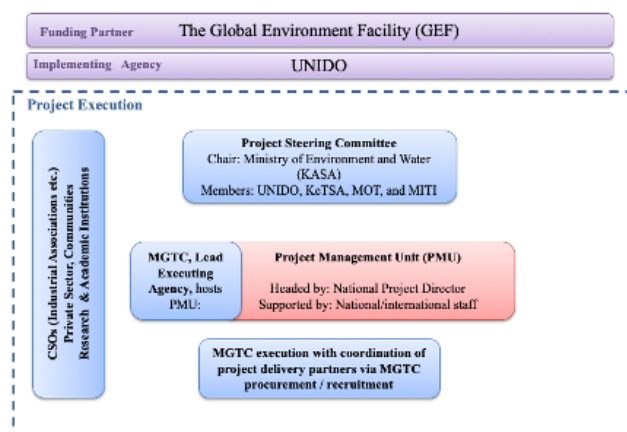 Funding Partner
The Global Environment Facility (GEF)
Implementing Agency
UNIDO
Project Execution
CSOs (Industrial Associations etc.)
Private Sector, Communities
Research & Academic Institutions
Project Steering Committee
Chair: Ministry of Environment and Water
(KASA)
Members: UNIDO, KeTSA, MOT, and MITI
MGTC, Lead
Executing
Agency, hosts
PMU:
Project Management Unit (PMU)
Headed by: National Project Director
Supported by: National/international staff
MGTC execution with coordination of
project delivery partners via MGTC
procurement / recruitment